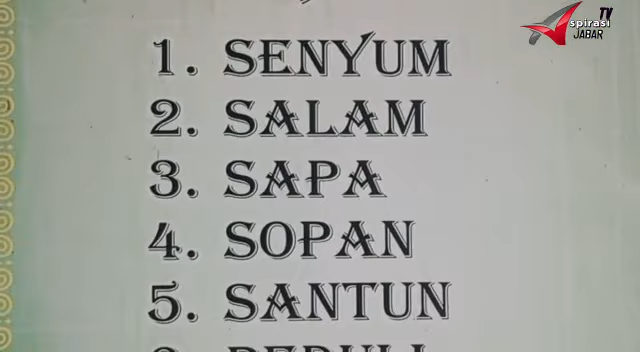 Aspirasi TV
JABAR
1. SENYUM
2. SALAM
3. SAPA
4. SOPAN
5. SANTUN